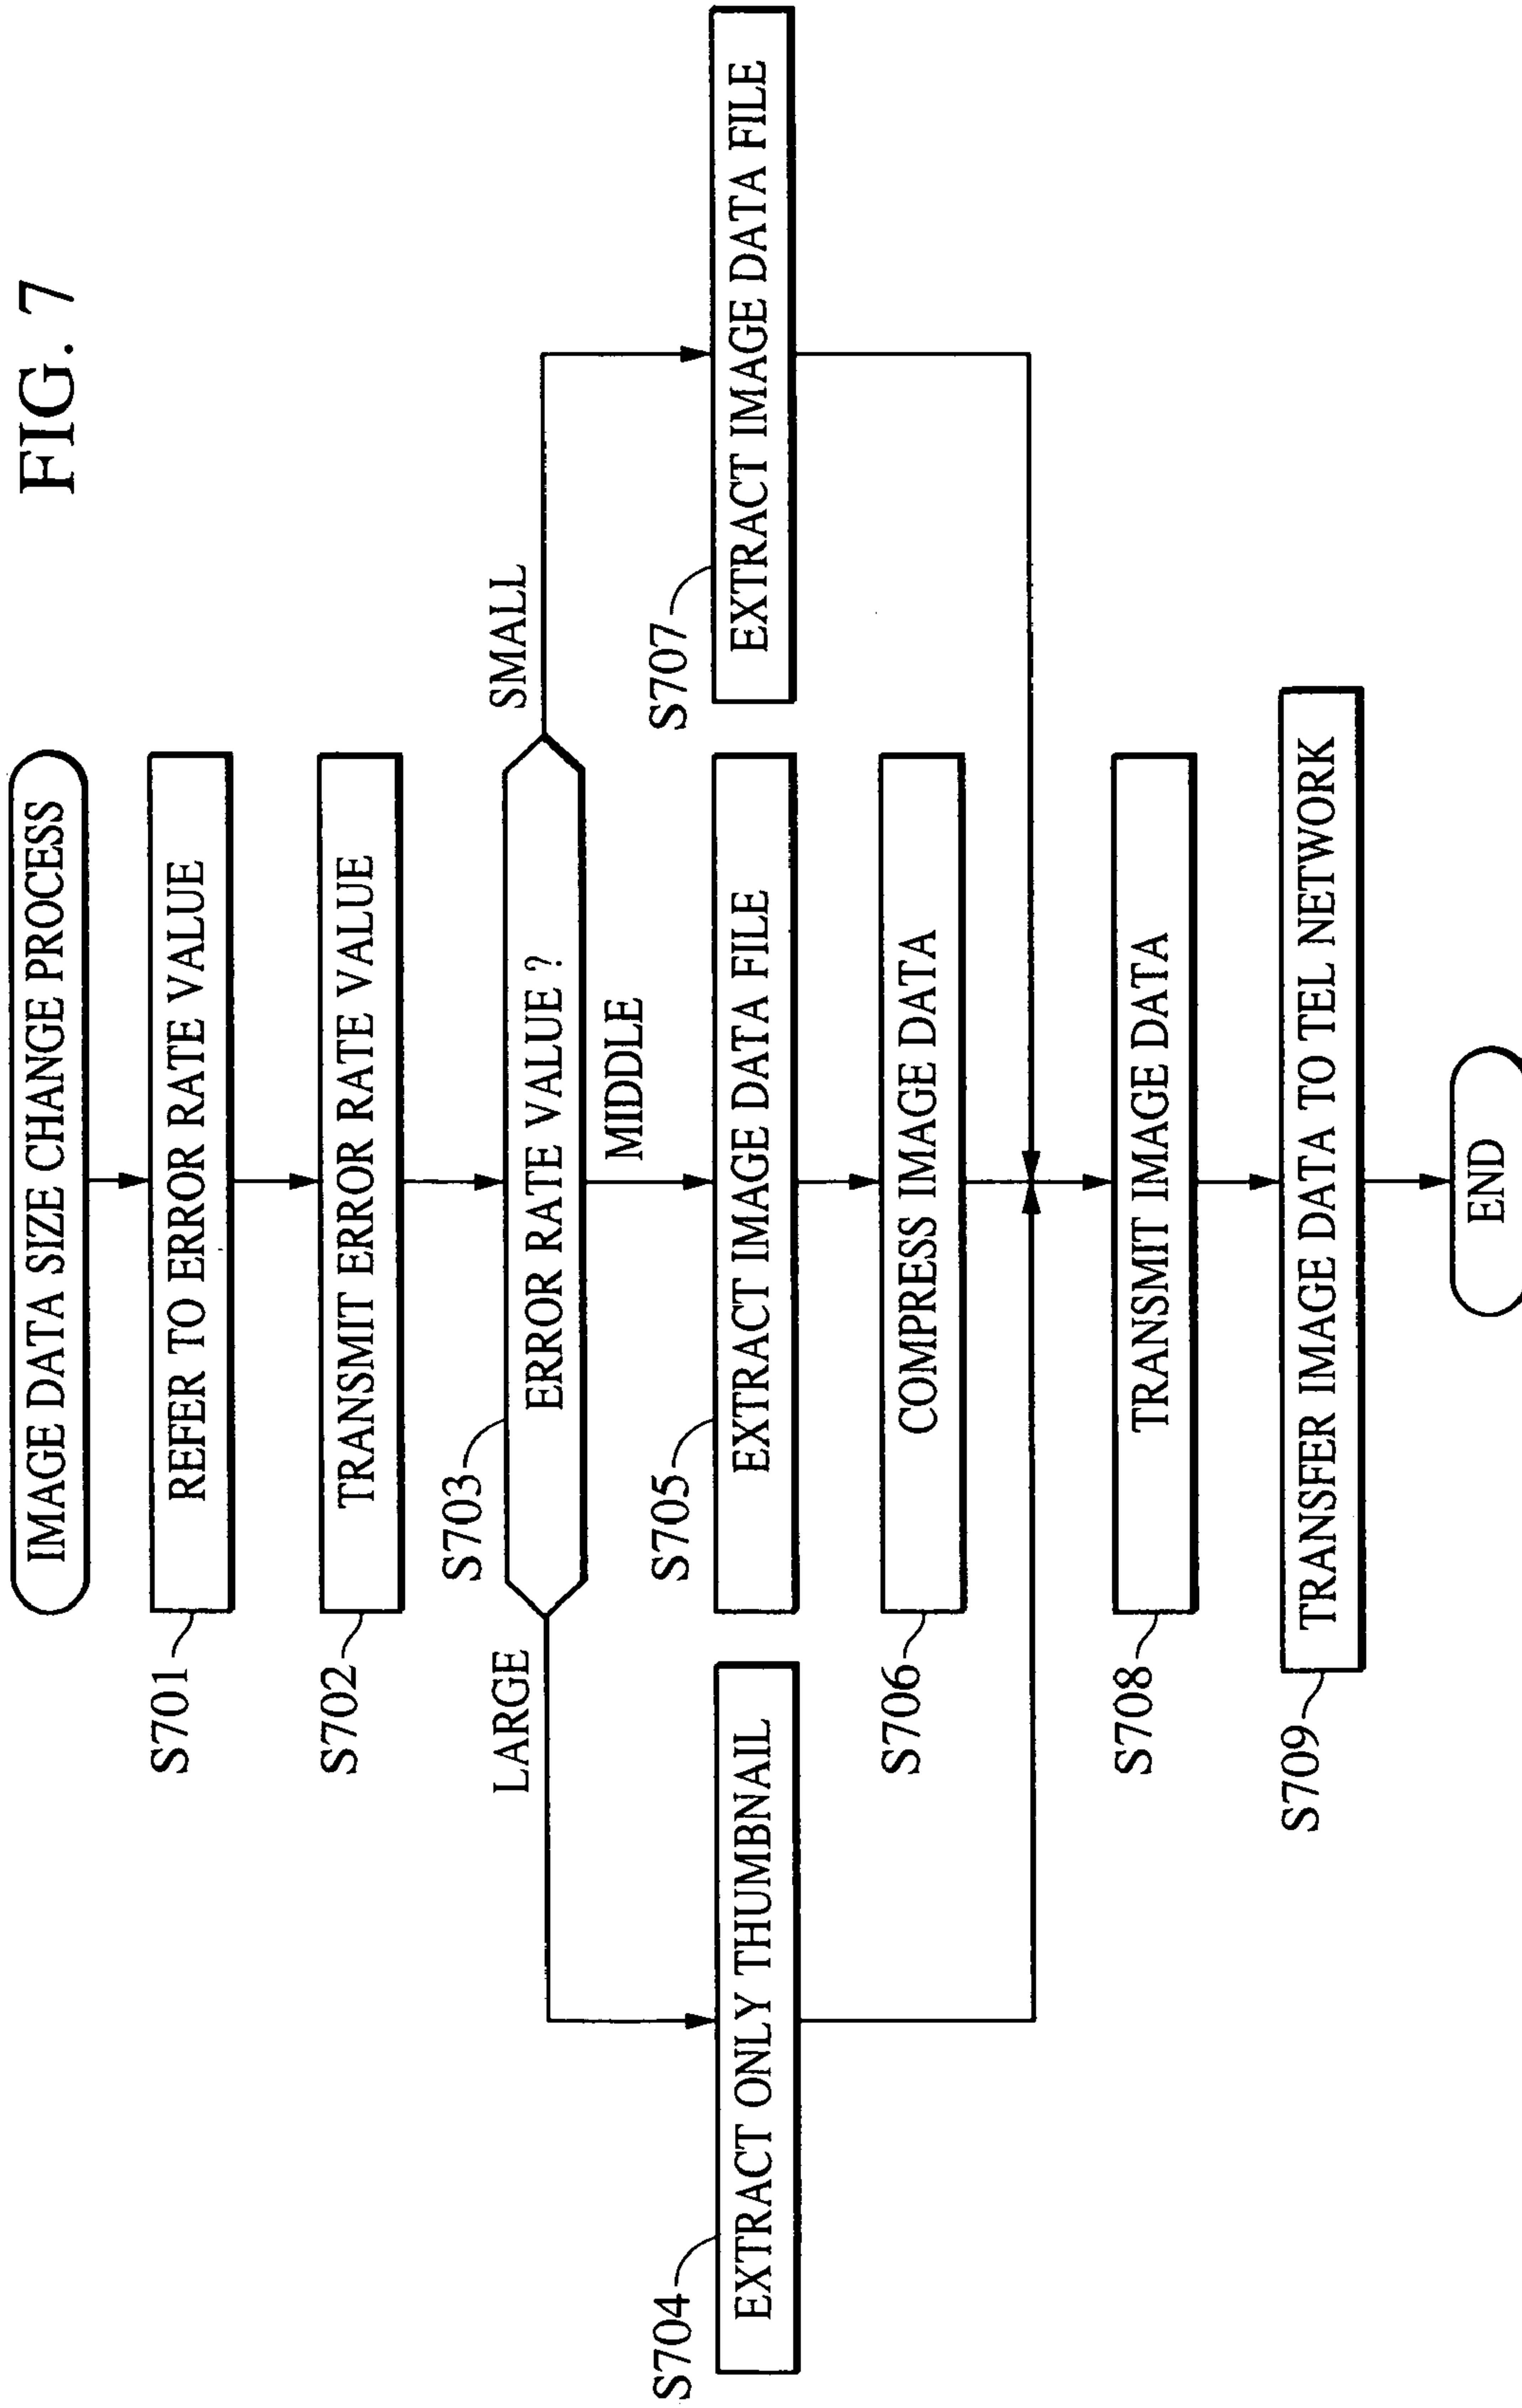 FIG. 7
IMAGE DATA SIZE CHANGE PROCESS
S701
REFER TO ERROR RATE VALUE
S702
TRANSMIT ERROR RATE VALUE
S703
ERROR RATE VALUE ?
LARGE
MIDDLE
SMALL
S704
EXTRACT ONLY THUMBNAIL
S705
EXTRACT IMAGE DATA FILE
S707
EXTRACT IMAGE DATA FILE
S706
COMPRESS IMAGE DATA
S708
TRANSMIT IMAGE DATA
S709
TRANSFER IMAGE DATA TO TEL NETWORK
END